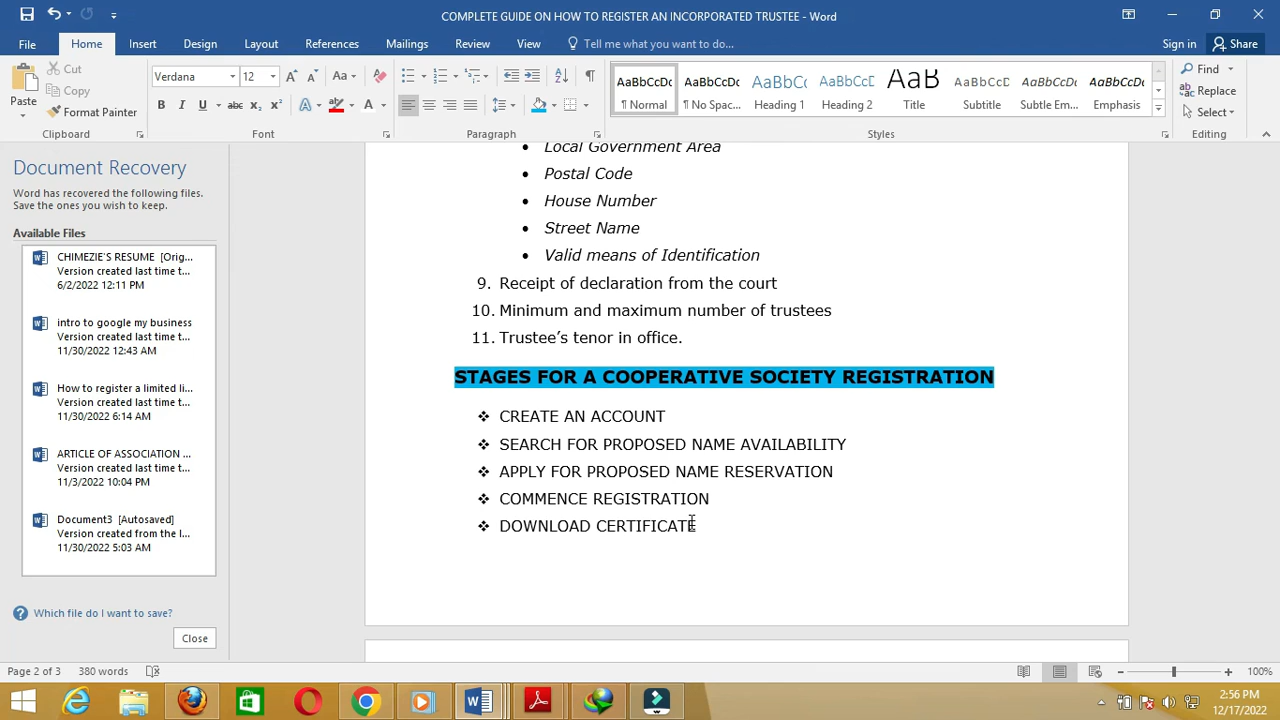 COMPLETE GUIDE ON HOW TO REGISTER AN INCORPORATED TRUSTEE - Word
File Home Insert Design Layout References Mailings Review View Tell me what you want to do... Sign in Share
Paste
Cut
Copy
Format Painter
Clipboard
Verdana 12
Font
Paragraph
AaBbCcDc AaBbCcDc AaBbCc AaBbCcC AaB AaBbCcD AaBbCcDc AaBbCcDc
¶ Normal ¶ No Spac... Heading 1 Heading 2 Title Subtitle Subtle Em... Emphasis
Styles
Find
Replace
Select
Editing
Document Recovery
Word has recovered the following files.
Save the ones you wish to keep.
Available Files
CHIMEZIE'S RESUME [Orig...
Version created last time t...
6/2/2022 12:11 PM
intro to google my business
Version created last time t...
11/30/2022 12:43 AM
How to register a limited li...
Version created last time t...
11/30/2022 6:14 AM
ARTICLE OF ASSOCIATION ...
Version created last time t...
11/3/2022 10:04 PM
Document3 [Autosaved]
Version created from the l...
11/30/2022 5:03 AM
Which file do I want to save?
Close
• Local Government Area
• Postal Code
• House Number
• Street Name
• Valid means of Identification
9. Receipt of declaration from the court
10. Minimum and maximum number of trustees
11. Trustee’s tenor in office.
STAGES FOR A COOPERATIVE SOCIETY REGISTRATION
❖ CREATE AN ACCOUNT
❖ SEARCH FOR PROPOSED NAME AVAILABILITY
❖ APPLY FOR PROPOSED NAME RESERVATION
❖ COMMENCE REGISTRATION
❖ DOWNLOAD CERTIFICATE
Page 2 of 3 380 words 100%
2:56 PM
12/17/2022